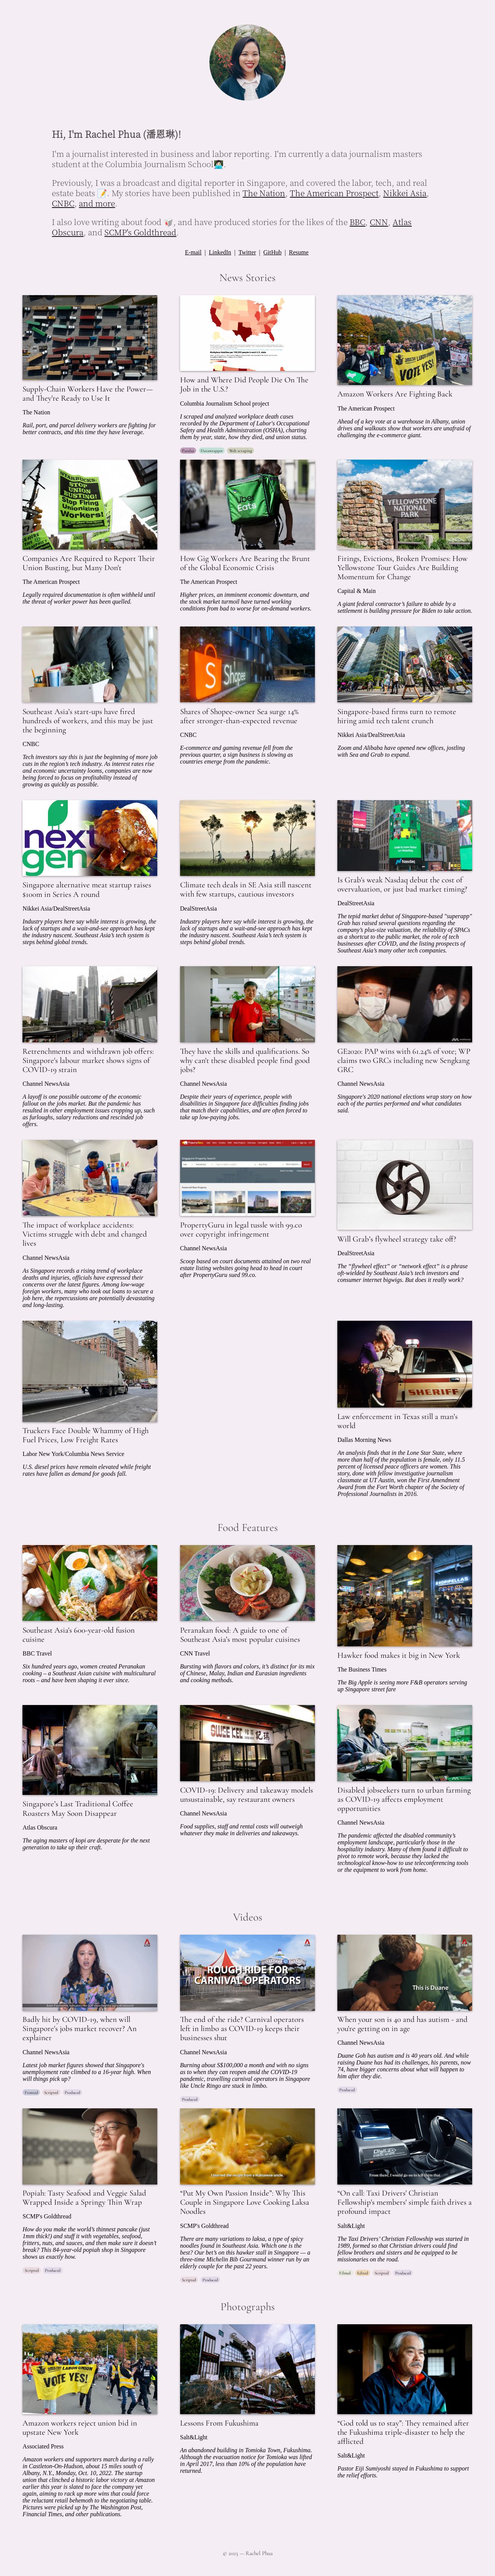 Hi, I'm Rachel Phua (潘恩琳)!
I'm a journalist interested in business and labor reporting. I'm currently a data journalism masters
student at the Columbia Journalism School👩🏻‍💻.
Previously, I was a broadcast and digital reporter in Singapore, and covered the labor, tech, and real
estate beats 📝. My stories have been published in The Nation, The American Prospect, Nikkei Asia,
CNBC, and more.
I also love writing about food 🥡, and have produced stories for the likes of the BBC, CNN, Atlas
Obscura, and SCMP's Goldthread.
E-mail | LinkedIn | Twitter | GitHub | Resume
News Stories
Supply-Chain Workers Have the Power—
and They're Ready to Use It
The Nation
Rail, port, and parcel delivery workers are fighting for
better contracts, and this time they have leverage.
How and Where Did People Die On The
Job in the U.S.?
Columbia Journalism School project
I scraped and analyzed workplace death cases
recorded by the Department of Labor's Occupational
Safety and Health Administration (OSHA), charting
them by year, state, how they died, and union status.
Pandas
Datawrapper
Web scraping
VOTE YES!
Amazon Workers Are Fighting Back
The American Prospect
Ahead of a key vote at a warehouse in Albany, union
drives and walkouts show that workers are unafraid of
challenging the e-commerce giant.
UNION
BUSTING!
Stop Firing
Unionizing
Workers!
Companies Are Required to Report Their
Union Busting, but Many Don't
The American Prospect
Legally required documentation is often withheld until
the threat of worker power has been quelled.
Uber
Eats
How Gig Workers Are Bearing the Brunt
of the Global Economic Crisis
The American Prospect
Higher prices, an imminent economic downturn, and
the stock market turmoil have turned working
conditions from bad to worse for on-demand workers.
YELLOWSTONE
NATIONAL
PARK
Firings, Evictions, Broken Promises: How
Yellowstone Tour Guides Are Building
Momentum for Change
Capital & Main
A giant federal contractor's failure to abide by a
settlement is building pressure for Biden to take action.
Southeast Asia's start-ups have fired
hundreds of workers, and this may be just
the beginning
CNBC
Tech investors say this is just the beginning of more job
cuts in the region's tech industry. As interest rates rise
and economic uncertainty looms, companies are now
being forced to focus on profitability instead of
growing as quickly as possible.
Shopee
Shares of Shopee-owner Sea surge 14%
after stronger-than-expected revenue
CNBC
E-commerce and gaming revenue fell from the
previous quarter, a sign business is slowing as
countries emerge from the pandemic.
Singapore-based firms turn to remote
hiring amid tech talent crunch
Nikkei Asia/DealStreetAsia
Zoom and Alibaba have opened new offices, jostling
with Sea and Grab to expand.
next
gen
Singapore alternative meat startup raises
$100m in Series A round
Nikkei Asia/DealStreetAsia
Industry players here say while interest is growing, the
lack of startups and a wait-and-see approach has kept
the industry nascent. Southeast Asia's tech system is
steps behind global trends.
Climate tech deals in SE Asia still nascent
with few startups, cautious investors
DealStreetAsia
Industry players here say while interest is growing, the
lack of startups and a wait-and-see approach has kept
the industry nascent. Southeast Asia's tech system is
steps behind global trends.
Nasdaq
Is Grab's weak Nasdaq debut the cost of
overvaluation, or just bad market timing?
DealStreetAsia
The tepid market debut of Singapore-based "superapp"
Grab has raised several questions regarding the
company's plus-size valuation, the reliability of SPACs
as a shortcut to the public market, the role of tech
businesses after COVID, and the listing prospects of
Southeast Asia's many other tech companies.
Retrenchments and withdrawn job offers:
Singapore's labour market shows signs of
COVID-19 strain
Channel NewsAsia
A layoff is one possible outcome of the economic
fallout on the jobs market. But the pandemic has
resulted in other employment issues cropping up, such
as furloughs, salary reductions and rescinded job
offers.
They have the skills and qualifications. So
why can't these disabled people find good
jobs?
Channel NewsAsia
Despite their years of experience, people with
disabilities in Singapore face difficulties finding jobs
that match their capabilities, and are often forced to
take up low-paying jobs.
GE2020: PAP wins with 61.24% of vote; WP
claims two GRCs including new Sengkang
GRC
Channel NewsAsia
Singapore's 2020 national elections wrap story on how
each of the parties performed and what candidates
said.
The impact of workplace accidents:
Victims struggle with debt and changed
lives
Channel NewsAsia
As Singapore records a rising trend of workplace
deaths and injuries, officials have expressed their
concerns over the latest figures. Among low-wage
foreign workers, many who took out loans to secure a
job here, the repercussions are potentially devastating
and long-lasting.
PropertyGuru in legal tussle with 99.co
over copyright infringement
Channel NewsAsia
Scoop based on court documents attained on two real
estate listing websites going head to head in court
after PropertyGuru sued 99.co.
Will Grab's flywheel strategy take off?
DealStreetAsia
The "flywheel effect" or "network effect" is a phrase
oft-wielded by Southeast Asia's tech investors and
consumer internet bigwigs. But does it really work?
Truckers Face Double Whammy of High
Fuel Prices, Low Freight Rates
Labor New York/Columbia News Service
U.S. diesel prices have remain elevated while freight
rates have fallen as demand for goods fall.
SHERIFF
Law enforcement in Texas still a man's
world
Dallas Morning News
An analysis finds that in the Lone Star State, where
more than half of the population is female, only 11.5
percent of licensed peace officers are women. This
story, done with fellow investigative journalism
classmate at UT Austin, won the First Amendment
Award from the Fort Worth chapter of the Society of
Professional Journalists in 2016.
Food Features
Southeast Asia's 600-year-old fusion
cuisine
BBC Travel
Six hundred years ago, women created Peranakan
cooking – a Southeast Asian cuisine with multicultural
roots – and have been shaping it ever since.
Peranakan food: A guide to one of
Southeast Asia's most popular cuisines
CNN Travel
Bursting with flavors and colors, it's distinct for its mix
of Chinese, Malay, Indian and Eurasian ingredients
and cooking methods.
Hawker food makes it big in New York
The Business Times
The Big Apple is seeing more F&B operators serving
up Singapore street fare
Singapore's Last Traditional Coffee
Roasters May Soon Disappear
Atlas Obscura
The aging masters of kopi are desperate for the next
generation to take up their craft.
SWEE KEE
COVID-19: Delivery and takeaway models
unsustainable, say restaurant owners
Channel NewsAsia
Food supplies, staff and rental costs will outweigh
whatever they make in deliveries and takeaways.
Disabled jobseekers turn to urban farming
as COVID-19 affects employment
opportunities
Channel NewsAsia
The pandemic affected the disabled community's
employment landscape, particularly those in the
hospitality industry. Many of them found it difficult to
pivot to remote work, because they lacked the
technological know-how to use teleconferencing tools
or the equipment to work from home.
Videos
Badly hit by COVID-19, when will
Singapore's jobs market recover? An
explainer
Channel NewsAsia
Latest job market figures showed that Singapore's
unemployment rate climbed to a 16-year high. When
will things pick up?
Scripted
Produced
ROUGH RIDE FOR
CARNIVAL OPERATORS
The end of the ride? Carnival operators
left in limbo as COVID-19 keeps their
businesses shut
Channel NewsAsia
Burning about S$100,000 a month and with no signs
as to when they can reopen amid the COVID-19
pandemic, travelling carnival operators in Singapore
like Uncle Ringo are stuck in limbo.
Produced
This is Duane
When your son is 40 and has autism - and
you're getting on in age
Channel NewsAsia
Duane Goh has autism and is 40 years old. And while
raising Duane has had its challenges, his parents, now
74, have bigger concerns about what will happen to
him after they die.
Produced
Popiah: Tasty Seafood and Veggie Salad
Wrapped Inside a Springy Thin Wrap
SCMP's Goldthread
How do you make the world's thinnest pancake (just
1mm thick!) and stuff it with vegetables, seafood,
fritters, nuts, and sauces, and then make sure it doesn't
break? This 84-year-old popiah shop in Singapore
shows us exactly how.
Scripted
Produced
"Put My Own Passion Inside": Why This
Couple in Singapore Love Cooking Laksa
Noodles
SCMP's Goldthread
There are many variations to laksa, a type of spicy
noodles found in Southeast Asia. Which one is the
best? Our bet's on this hawker stall in Singapore — a
three-time Michelin Bib Gourmand winner run by an
elderly couple for the past 22 years.
Scripted
Produced
"On call: Taxi Drivers' Christian
Fellowship's members' simple faith drives a
profound impact
Salt&Light
The Taxi Drivers' Christian Fellowship was started in
1989, formed so that Christian drivers could find
fellow brothers and sisters and be equipped to be
missionaries on the road.
Filmed
Edited
Scripted
Produced
Photographs
VOTE YES!
Amazon workers reject union bid in
upstate New York
Associated Press
Amazon workers and supporters march during a rally
in Castleton-On-Hudson, about 15 miles south of
Albany, N.Y., Monday, Oct. 10, 2022. The startup
union that clinched a historic labor victory at Amazon
earlier this year is slated to face the company yet
again, aiming to rack up more wins that could force
the reluctant retail behemoth to the negotiating table.
Pictures were picked up by The Washington Post,
Financial Times, and other publications.
Lessons From Fukushima
Salt&Light
An abandoned building in Tomioka Town, Fukushima.
Although the evacuation notice for Tomioka was lifted
in April 2017, less than 10% of the population have
returned.
"God told us to stay": They remained after
the Fukushima triple-disaster to help the
afflicted
Salt&Light
Pastor Eiji Sumiyoshi stayed in Fukushima to support
the relief efforts.
© 2023 — Rachel Phua